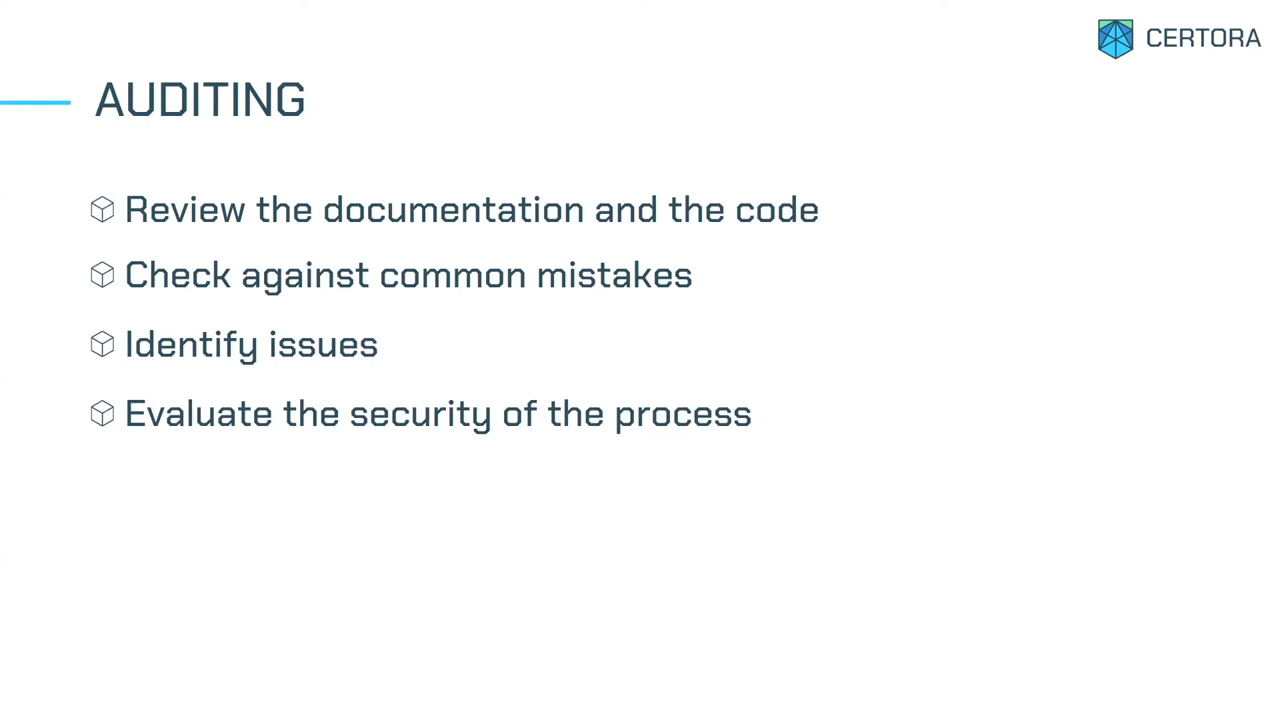 CERTORA
AUDITING
Review the documentation and the code
Check against common mistakes
Identify issues
Evaluate the security of the process